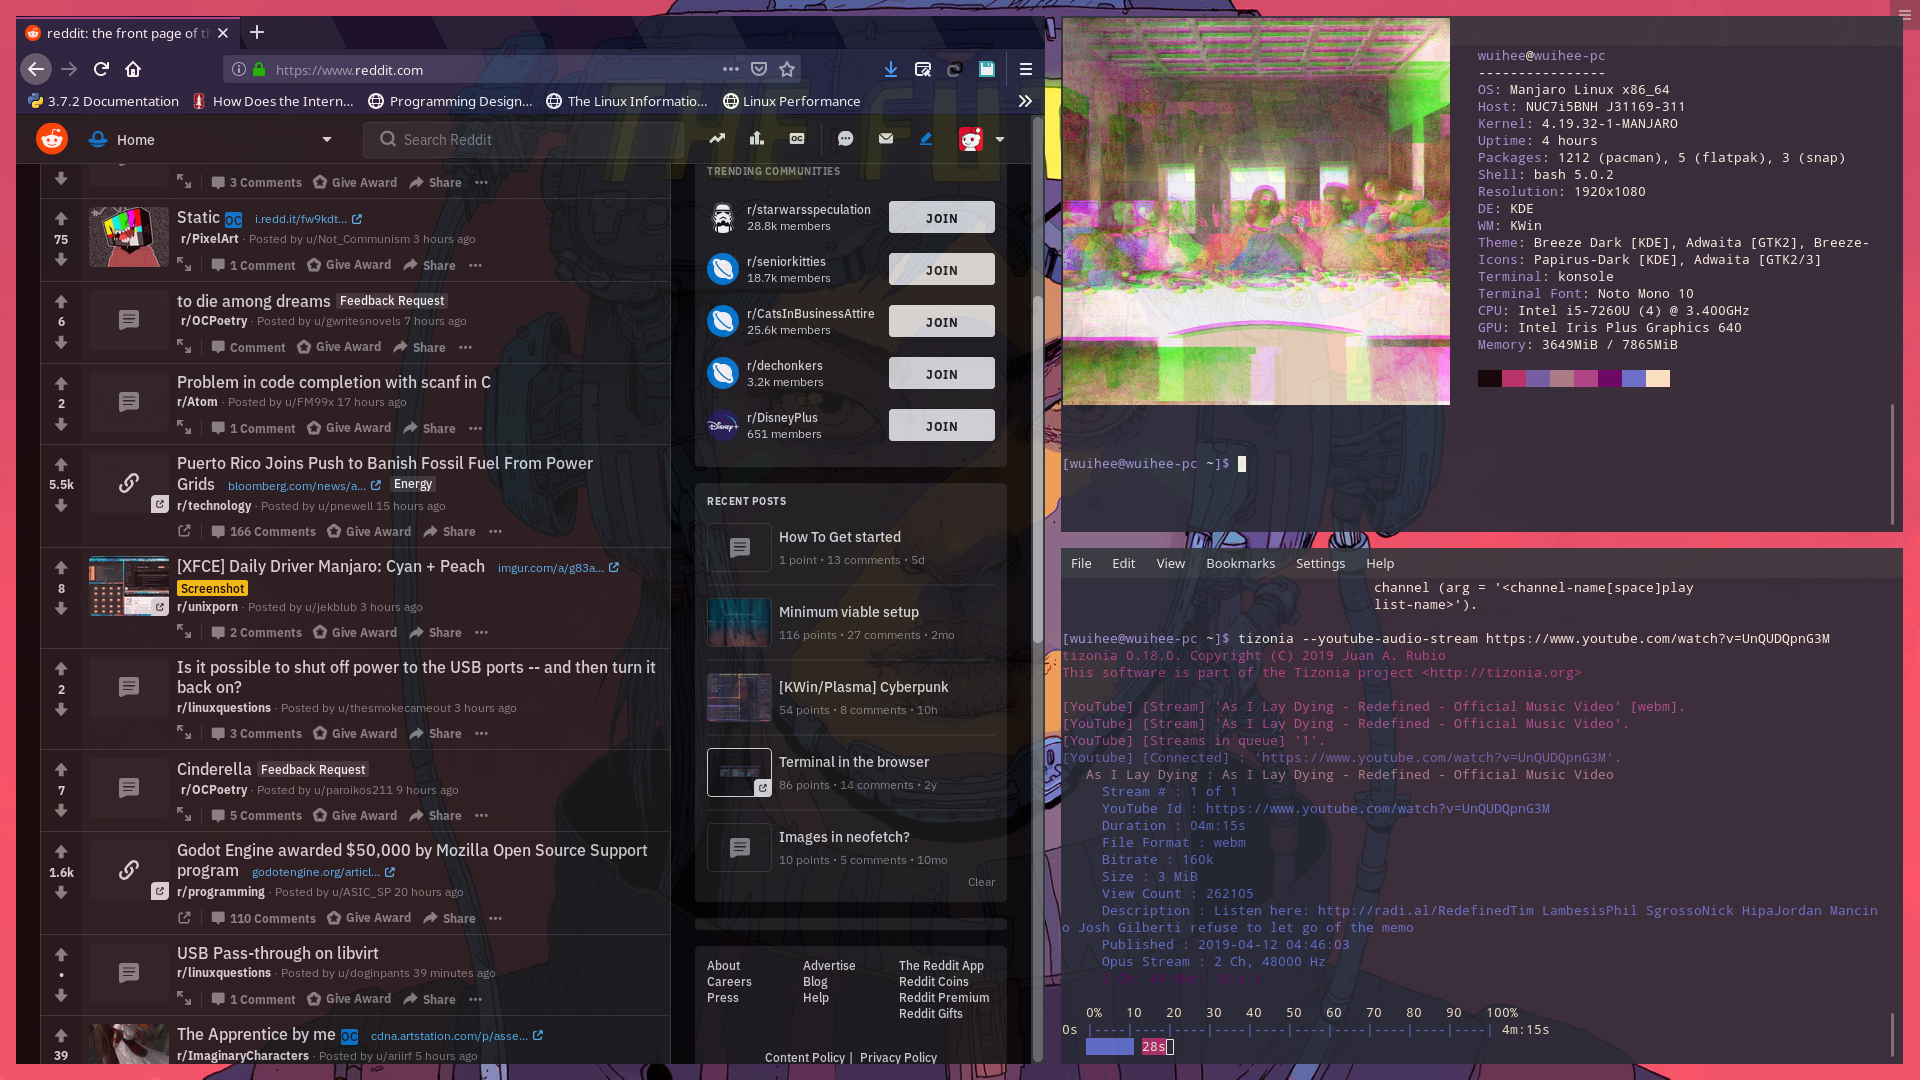 reddit: the front page of t
https://www.reddit.com
3.7.2 Documentation
How Does the Intern...
Programming Design...
The Linux Informatio...
Linux Performance
Home
Search Reddit
3 Comments Give Award Share
75
Static OC i.redd.it/fw9kdt...
r/PixelArt · Posted by u/Not_Communism 3 hours ago
1 Comment Give Award Share
6
to die among dreams Feedback Request
r/OCPoetry · Posted by u/gwritesnovels 7 hours ago
Comment Give Award Share
2
Problem in code completion with scanf in C
r/Atom · Posted by u/FM99x 17 hours ago
1 Comment Give Award Share
5.5k
Puerto Rico Joins Push to Banish Fossil Fuel From Power
Grids bloomberg.com/news/a... Energy
r/technology · Posted by u/pnewell 15 hours ago
166 Comments Give Award Share
8
[XFCE] Daily Driver Manjaro: Cyan + Peach imgur.com/a/g83a...
Screenshot
r/unixporn · Posted by u/jekblub 3 hours ago
2 Comments Give Award Share
2
Is it possible to shut off power to the USB ports -- and then turn it
back on?
r/linuxquestions · Posted by u/thesmokecameout 3 hours ago
3 Comments Give Award Share
7
Cinderella Feedback Request
r/OCPoetry · Posted by u/paroikos211 9 hours ago
5 Comments Give Award Share
1.6k
Godot Engine awarded $50,000 by Mozilla Open Source Support
program godotengine.org/articl...
r/programming · Posted by u/ASIC_SP 20 hours ago
110 Comments Give Award Share
•
USB Pass-through on libvirt
r/linuxquestions · Posted by u/doginpants 39 minutes ago
1 Comment Give Award Share
39
The Apprentice by me OC cdna.artstation.com/p/asse...
r/ImaginaryCharacters · Posted by u/ariirf 5 hours ago
TRENDING COMMUNITIES
r/starwarsspeculation
28.8k members
JOIN
r/seniorkitties
18.7k members
JOIN
r/CatsInBusinessAttire
25.6k members
JOIN
r/dechonkers
3.2k members
JOIN
Disney+
r/DisneyPlus
651 members
JOIN
RECENT POSTS
How To Get started
1 point • 13 comments • 5d
Minimum viable setup
116 points • 27 comments • 2mo
[KWin/Plasma] Cyberpunk
54 points • 8 comments • 10h
Terminal in the browser
86 points • 14 comments • 2y
Images in neofetch?
10 points • 5 comments • 10mo
Clear
About Advertise The Reddit App
Careers Blog Reddit Coins
Press Help Reddit Premium
Reddit Gifts
Content Policy | Privacy Policy
wuihee@wuihee-pc
----------------
OS: Manjaro Linux x86_64
Host: NUC7i5BNH J31169-311
Kernel: 4.19.32-1-MANJARO
Uptime: 4 hours
Packages: 1212 (pacman), 5 (flatpak), 3 (snap)
Shell: bash 5.0.2
Resolution: 1920x1080
DE: KDE
WM: KWin
Theme: Breeze Dark [KDE], Adwaita [GTK2], Breeze-
Icons: Papirus-Dark [KDE], Adwaita [GTK2/3]
Terminal: konsole
Terminal Font: Noto Mono 10
CPU: Intel i5-7260U (4) @ 3.400GHz
GPU: Intel Iris Plus Graphics 640
Memory: 3649MiB / 7865MiB
[wuihee@wuihee-pc ~]$
File Edit View Bookmarks Settings Help
channel (arg = '<channel-name[space]play
list-name>').
[wuihee@wuihee-pc ~]$ tizonia --youtube-audio-stream https://www.youtube.com/watch?v=UnQUDQpnG3M
tizonia 0.18.0. Copyright (C) 2019 Juan A. Rubio
This software is part of the Tizonia project <http://tizonia.org>
[YouTube] [Stream] 'As I Lay Dying - Redefined - Official Music Video' [webm].
[YouTube] [Stream] 'As I Lay Dying - Redefined - Official Music Video'.
[YouTube] [Streams in queue] '1'.
[Youtube] [Connected] : 'https://www.youtube.com/watch?v=UnQUDQpnG3M'.
As I Lay Dying : As I Lay Dying - Redefined - Official Music Video
Stream # : 1 of 1
YouTube Id : https://www.youtube.com/watch?v=UnQUDQpnG3M
Duration : 04m:15s
File Format : webm
Bitrate : 160k
Size : 3 MiB
View Count : 262105
Description : Listen here: http://radi.al/RedefinedTim LambesisPhil SgrossoNick HipaJordan Mancin
o Josh Gilberti refuse to let go of the memo
Published : 2019-04-12 04:46:03
Opus Stream : 2 Ch, 48000 Hz
0% 10 20 30 40 50 60 70 80 90 100%
0s |----|----|----|----|----|----|----|----|----|----| 4m:15s
28s